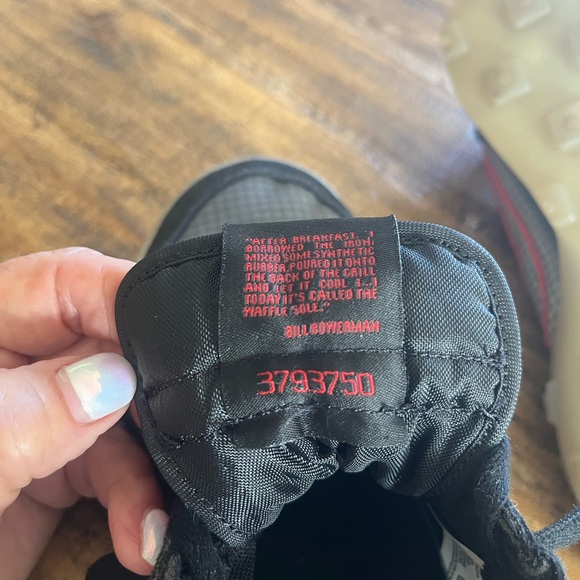 "AFTER BREAKFAST...I
BORROWED THE IRON!
MIXED SOME SYNTHETIC
RUBBER, POURED IT ONTO
THE BACK OF THE GRILL
AND LET IT COOL (...)
TODAY IT'S CALLED THE
WAFFLE SOLE."
BILL BOWERMAN
3793750